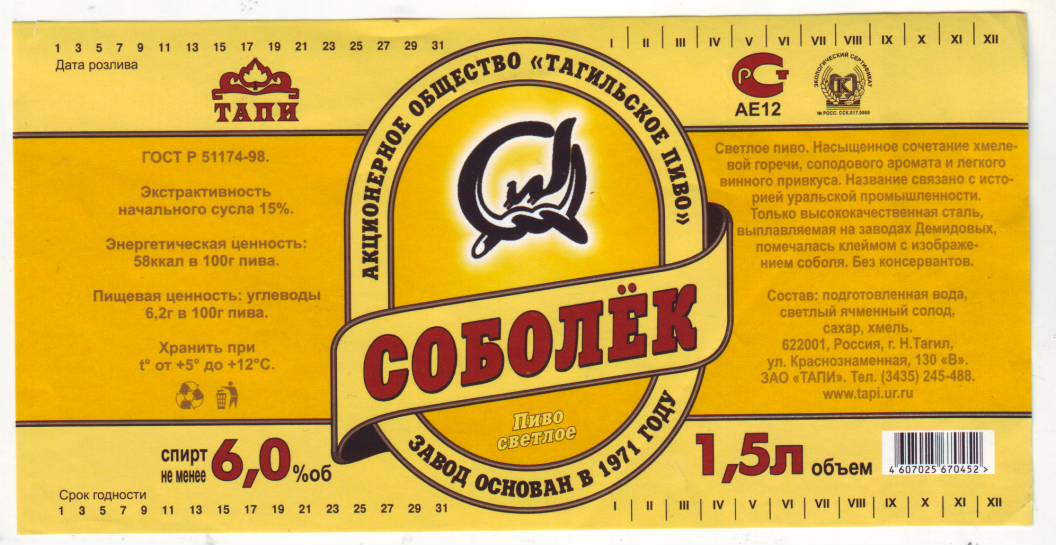 1 3 5 7 9 11 13 15 17 19 21 23 25 27 29 31
Дата розлива
ТАПИ
ГОСТ Р 51174-98.
Экстрактивность
начального сусла 15%.
Энергетическая ценность:
58ккал в 100г пива.
Пищевая ценность: углеводы
6,2г в 100г пива.
Хранить при
t° от +5° до +12°С.
спирт
не менее
6,0 %об
Срок годности
1 3 5 7 9 11 13 15 17 19 21 23 25 27 29 31
АКЦИОНЕРНОЕ ОБЩЕСТВО «ТАГИЛЬСКОЕ ПИВО»
СОБОЛЁК
Пиво
светлое
ЗАВОД ОСНОВАН В 1971 ГОДУ
I II III IV V VI VII VIII IX X XI XII
РСТ
АЕ12
ЭКОЛОГИЧЕСКИЙ СЕРТИФИКАТ
Светлое пиво. Насыщенное сочетание хмеле-
вой горечи, солодового аромата и легкого
винного привкуса. Название связано с исто-
рией уральской промышленности.
Только высококачественная сталь,
выплавляемая на заводах Демидовых,
помечалась клеймом с изображе-
нием соболя. Без консервантов.
Состав: подготовленная вода,
светлый ячменный солод,
сахар, хмель.
622001, Россия, г. Н.Тагил,
ул. Краснознаменная, 130 «В».
ЗАО «ТАПИ». Тел. (3435) 245-488.
www.tapi.ur.ru
1,5л объем
4 607025 670452 >
I II III IV V VI VII VIII IX X XI XII